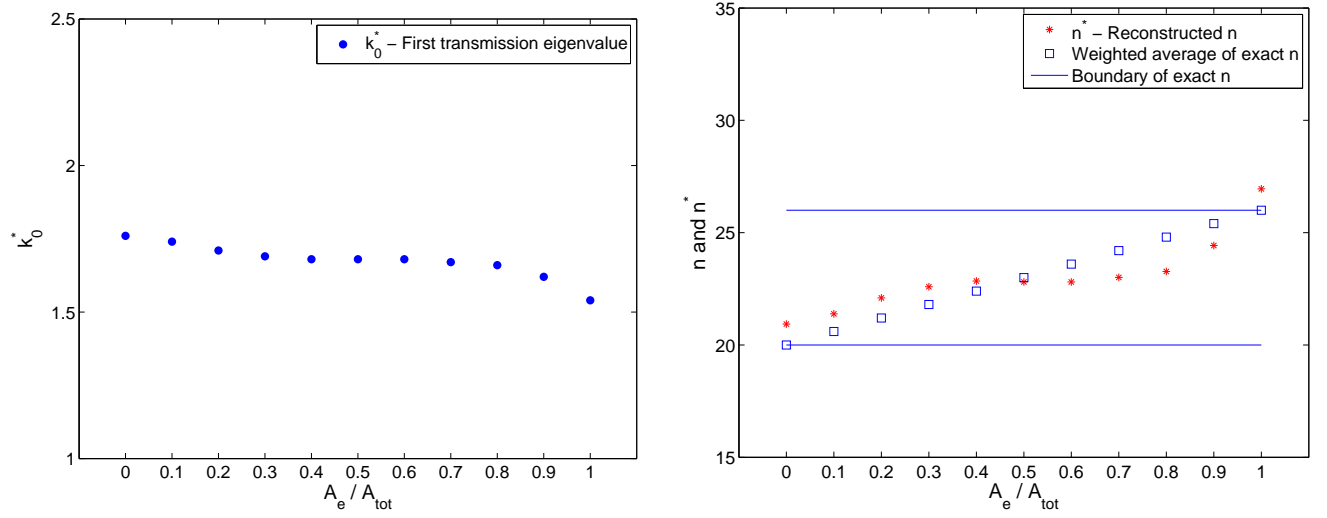 2.5
2
1.5
1
k₀* – First transmission eigenvalue
k₀*
0 0.1 0.2 0.3 0.4 0.5 0.6 0.7 0.8 0.9 1
Aₑ / Aₜₒₜ
35
30
25
20
15
n* – Reconstructed n
Weighted average of exact n
Boundary of exact n
n and n*
0 0.1 0.2 0.3 0.4 0.5 0.6 0.7 0.8 0.9 1
Aₑ / Aₜₒₜ